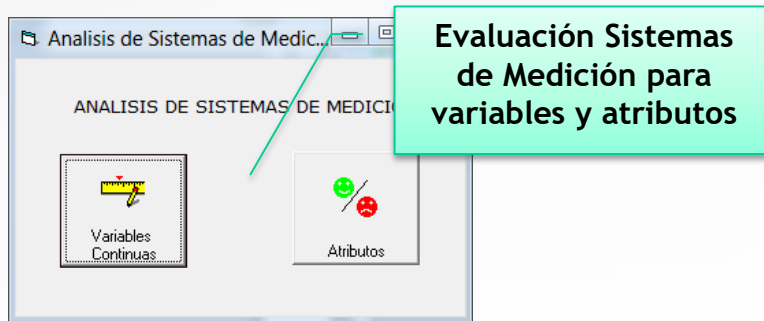 Analisis de Sistemas de Medic...
Evaluación Sistemas
de Medición para
variables y atributos
ANALISIS DE SISTEMAS DE MEDICI
Variables
Continuas
Atributos